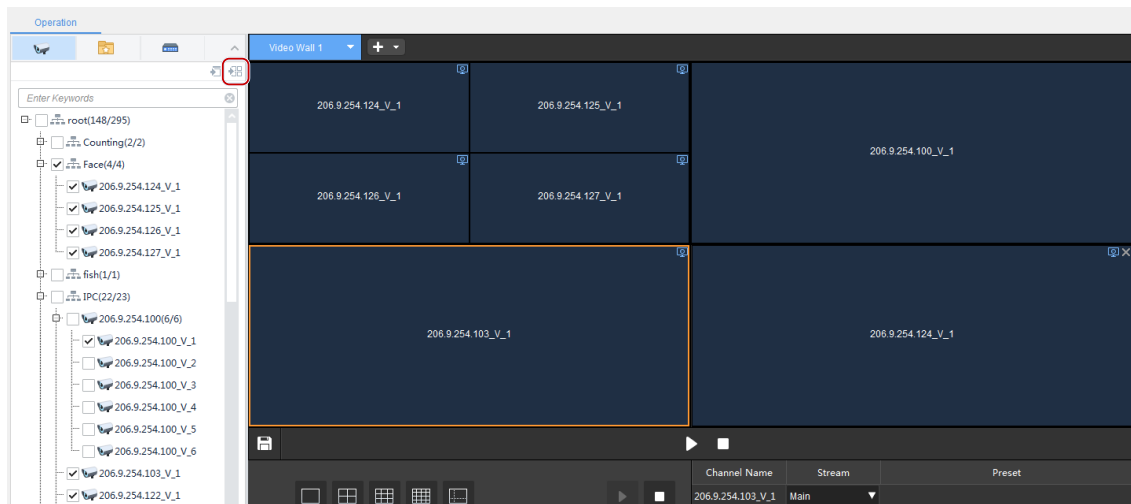 Operation
Video Wall 1
Enter Keywords
root(148/295)
Counting(2/2)
Face(4/4)
206.9.254.124_V_1
206.9.254.125_V_1
206.9.254.126_V_1
206.9.254.127_V_1
fish(1/1)
IPC(22/23)
206.9.254.100(6/6)
206.9.254.100_V_1
206.9.254.100_V_2
206.9.254.100_V_3
206.9.254.100_V_4
206.9.254.100_V_5
206.9.254.100_V_6
206.9.254.103_V_1
206.9.254.122_V_1
206.9.254.124_V_1
206.9.254.125_V_1
206.9.254.100_V_1
206.9.254.126_V_1
206.9.254.127_V_1
206.9.254.103_V_1
206.9.254.124_V_1
Channel Name Stream Preset
206.9.254.103_V_1 Main